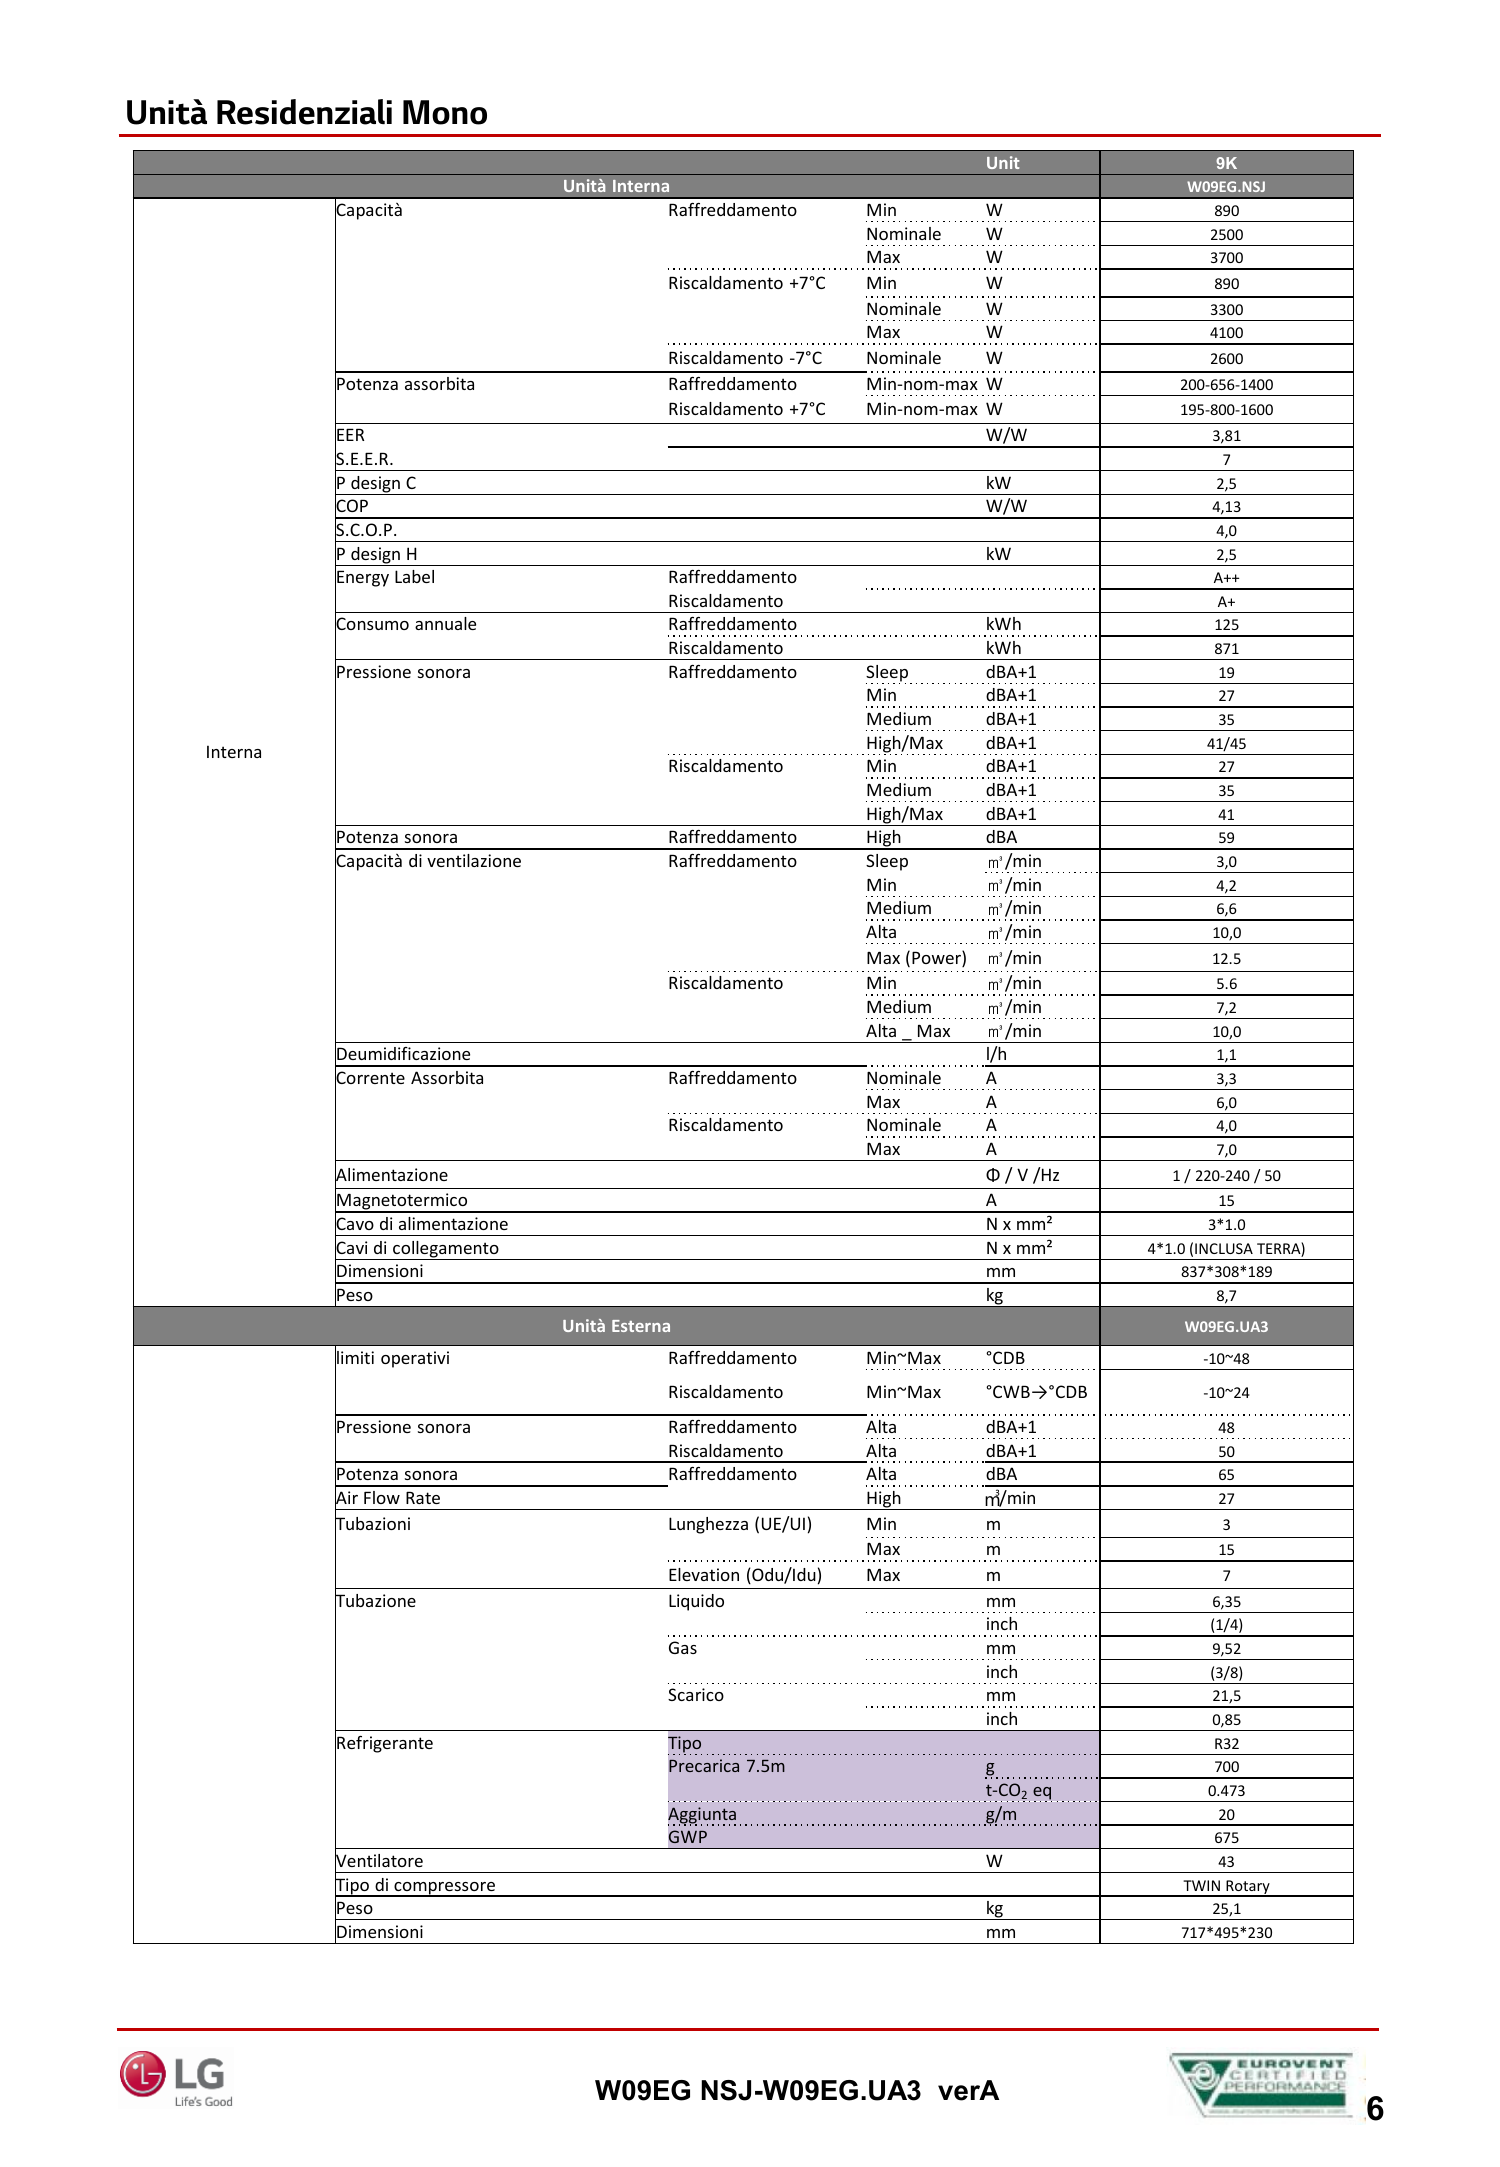 Unità Residenziali Mono
Unit 9K
Unità Interna W09EG.NSJ
Capacità Raffreddamento Min W 890
Nominale W 2500
Max W 3700
Riscaldamento +7°C Min W 890
Nominale W 3300
Max W 4100
Riscaldamento -7°C Nominale W 2600
Potenza assorbita Raffreddamento Min-nom-max W 200-656-1400
Riscaldamento +7°C Min-nom-max W 195-800-1600
EER W/W 3,81
S.E.E.R. 7
P design C kW 2,5
COP W/W 4,13
S.C.O.P. 4,0
P design H kW 2,5
Energy Label Raffreddamento A++
Riscaldamento A+
Consumo annuale Raffreddamento kWh 125
Riscaldamento kWh 871
Pressione sonora Raffreddamento Sleep dBA+1 19
Min dBA+1 27
Medium dBA+1 35
Interna High/Max dBA+1 41/45
Riscaldamento Min dBA+1 27
Medium dBA+1 35
High/Max dBA+1 41
Potenza sonora Raffreddamento High dBA 59
Capacità di ventilazione Raffreddamento Sleep ㎥/min 3,0
Min ㎥/min 4,2
Medium ㎥/min 6,6
Alta ㎥/min 10,0
Max (Power) ㎥/min 12.5
Riscaldamento Min ㎥/min 5.6
Medium ㎥/min 7,2
Alta _ Max ㎥/min 10,0
Deumidificazione l/h 1,1
Corrente Assorbita Raffreddamento Nominale A 3,3
Max A 6,0
Riscaldamento Nominale A 4,0
Max A 7,0
Alimentazione Φ / V /Hz 1 / 220-240 / 50
Magnetotermico A 15
Cavo di alimentazione N x mm² 3*1.0
Cavi di collegamento N x mm² 4*1.0 (INCLUSA TERRA)
Dimensioni mm 837*308*189
Peso kg 8,7
Unità Esterna W09EG.UA3
limiti operativi Raffreddamento Min~Max °CDB -10~48
Riscaldamento Min~Max °CWB→°CDB -10~24
Pressione sonora Raffreddamento Alta dBA+1 48
Riscaldamento Alta dBA+1 50
Potenza sonora Raffreddamento Alta dBA 65
Air Flow Rate High ㎥/min 27
Tubazioni Lunghezza (UE/UI) Min m 3
Max m 15
Elevation (Odu/Idu) Max m 7
Tubazione Liquido mm 6,35
inch (1/4)
Gas mm 9,52
inch (3/8)
Scarico mm 21,5
inch 0,85
Refrigerante Tipo R32
Precarica 7.5m g 700
t-CO₂ eq 0.473
Aggiunta g/m 20
GWP 675
Ventilatore W 43
Tipo di compressore TWIN Rotary
Peso kg 25,1
Dimensioni mm 717*495*230
LG
Life's Good
W09EG NSJ-W09EG.UA3 verA
EUROVENT
CERTIFIED
PERFORMANCE
6